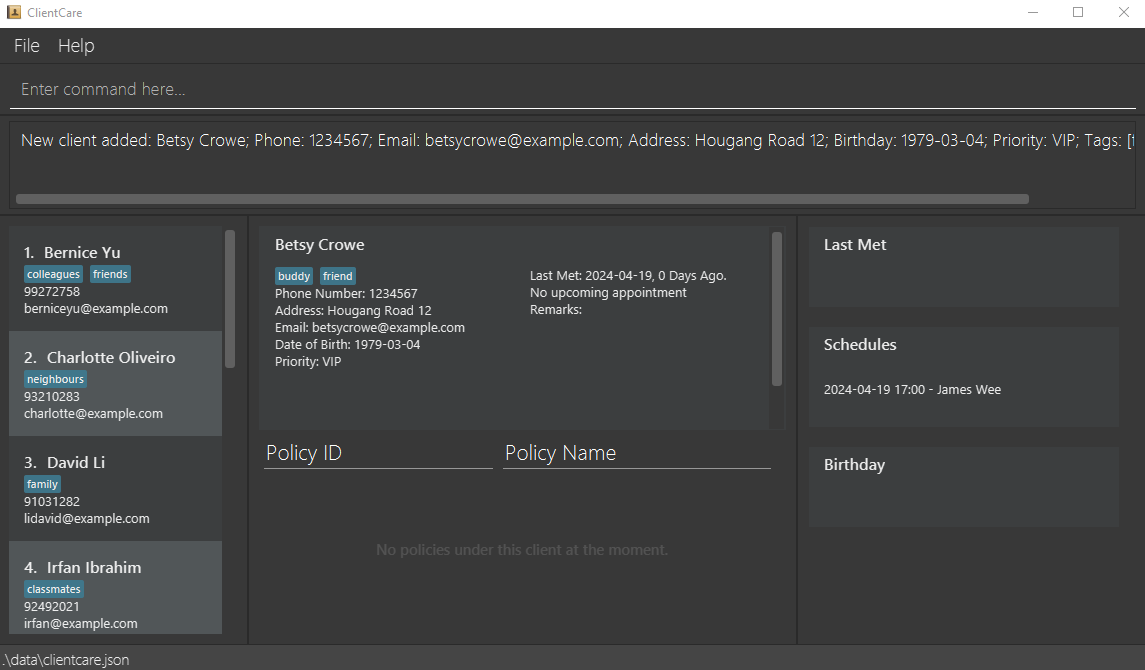 ClientCare
File Help
Enter command here...
New client added: Betsy Crowe; Phone: 1234567; Email: betsycrowe@example.com; Address: Hougang Road 12; Birthday: 1979-03-04; Priority: VIP; Tags: [f
1. Bernice Yu
colleagues friends
99272758
berniceyu@example.com
2. Charlotte Oliveiro
neighbours
93210283
charlotte@example.com
3. David Li
family
91031282
lidavid@example.com
4. Irfan Ibrahim
classmates
92492021
irfan@example.com
Betsy Crowe
buddy friend
Phone Number: 1234567
Address: Hougang Road 12
Email: betsycrowe@example.com
Date of Birth: 1979-03-04
Priority: VIP
Last Met: 2024-04-19, 0 Days Ago.
No upcoming appointment
Remarks:
Policy ID Policy Name
No policies under this client at the moment.
Last Met
Schedules
2024-04-19 17:00 - James Wee
Birthday
.\data\clientcare.json